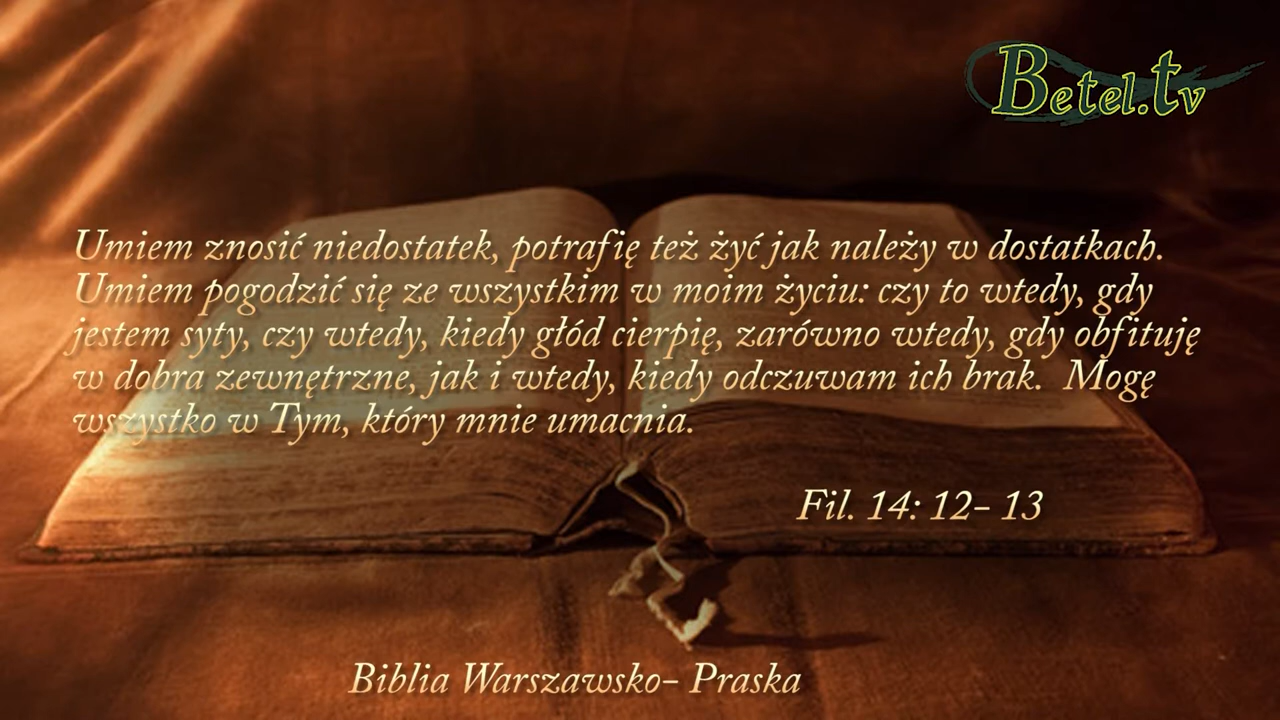 Betel.tv
Umiem znosić niedostatek, potrafię też żyć jak należy w dostatkach.
Umiem pogodzić się ze wszystkim w moim życiu: czy to wtedy, gdy
jestem syty, czy wtedy, kiedy głód cierpię, zarówno wtedy, gdy obfituję
w dobra zewnętrzne, jak i wtedy, kiedy odczuwam ich brak.  Mogę
wszystko w Tym, który mnie umacnia.
Fil. 14: 12- 13
Biblia Warszawsko- Praska